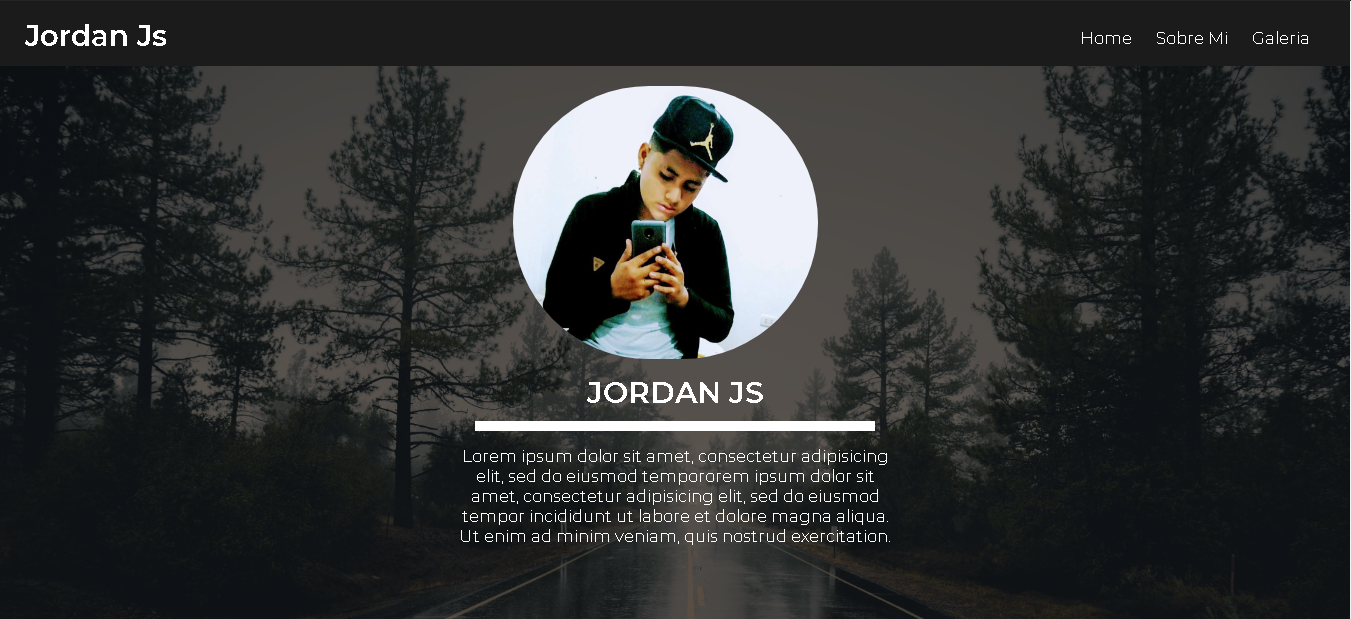 Jordan Js
Home Sobre Mi Galeria
JORDAN JS
Lorem ipsum dolor sit amet, consectetur adipisicing
elit, sed do eiusmod tempororem ipsum dolor sit
amet, consectetur adipisicing elit, sed do eiusmod
tempor incididunt ut labore et dolore magna aliqua.
Ut enim ad minim veniam, quis nostrud exercitation.